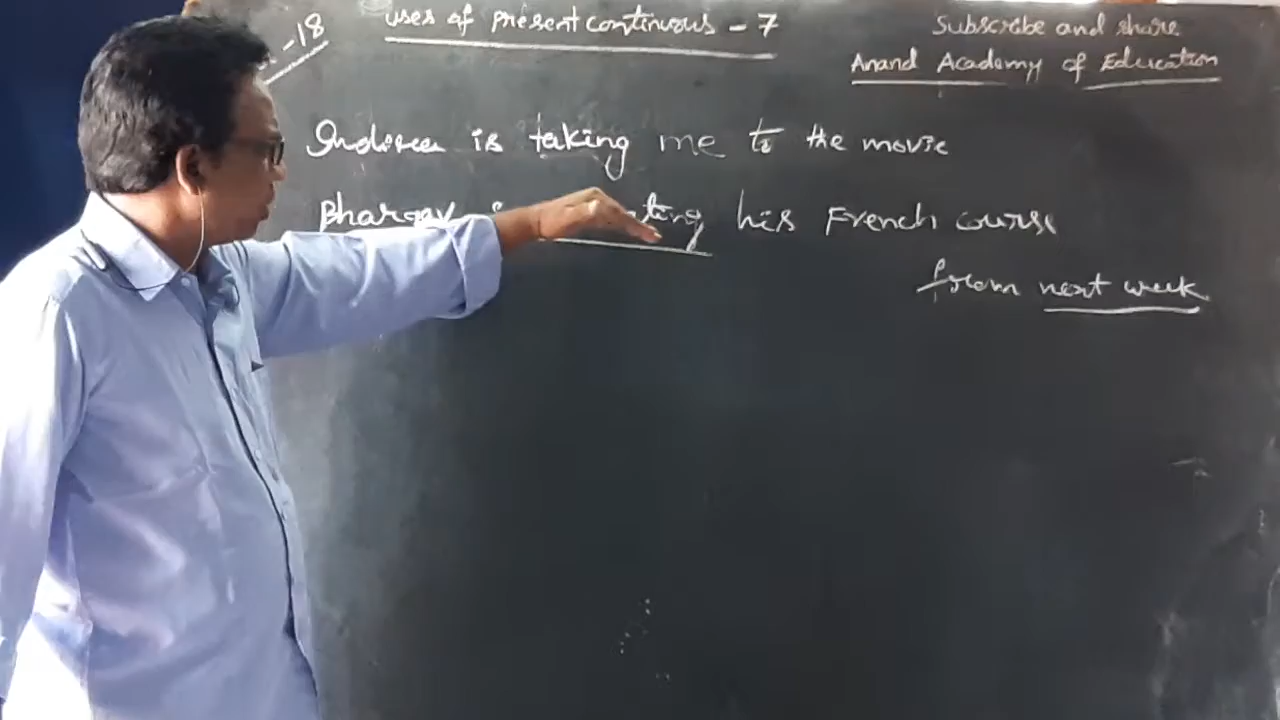 -18
uses of present continuous - 7
Subscribe and share
Anand Academy of Education
is taking me to the movie
Bhargav his French course
from next week